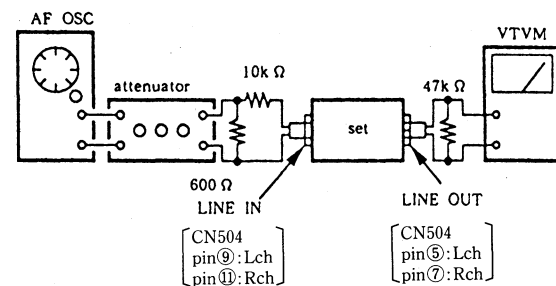 AF OSC
VTVM
attenuator
10k Ω
47k Ω
set
600 Ω
LINE IN
LINE OUT
CN504
pin⑨:Lch
pin⑪:Rch
CN504
pin⑤:Lch
pin⑦:Rch